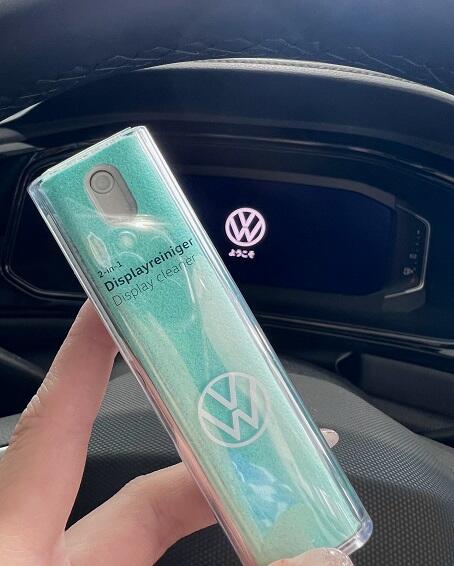 2-in-1
Displayreiniger
Display cleaner
ようこそ